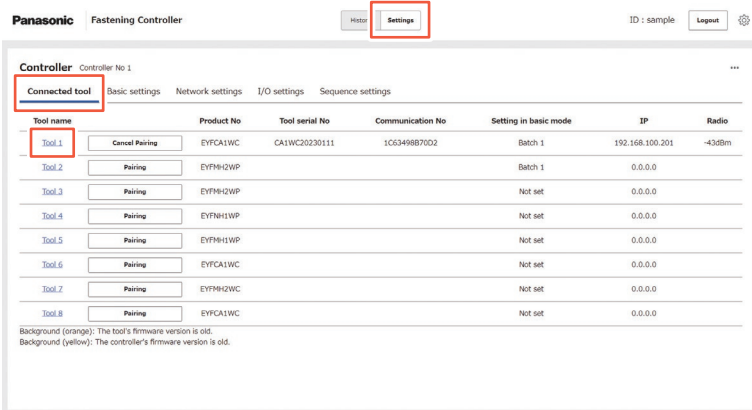 Panasonic Fastening Controller Histor Settings ID : sample Logout
Controller Controller No 1 ...
Connected tool Basic settings Network settings I/O settings Sequence settings
Tool name Product No Tool serial No Communication No Setting in basic mode IP Radio
Tool 1 Cancel Pairing EYFCA1WC CA1WC20230111 1C63498B70D2 Batch 1 192.168.100.201 -43dBm
Tool 2 Pairing EYFMH2WP Batch 1 0.0.0.0
Tool 3 Pairing EYFMH2WP Not set 0.0.0.0
Tool 4 Pairing EYFNH1WP Not set 0.0.0.0
Tool 5 Pairing EYFMH1WP Not set 0.0.0.0
Tool 6 Pairing EYFCA1WC Not set 0.0.0.0
Tool 7 Pairing EYFMH2WC Not set 0.0.0.0
Tool 8 Pairing EYFCA1WC Not set 0.0.0.0
Background (orange): The tool's firmware version is old.
Background (yellow): The controller's firmware version is old.